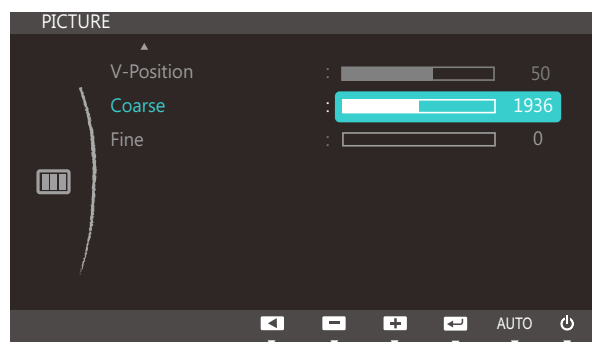 PICTURE
V-Position : 50
Coarse : 1936
Fine : 0
AUTO